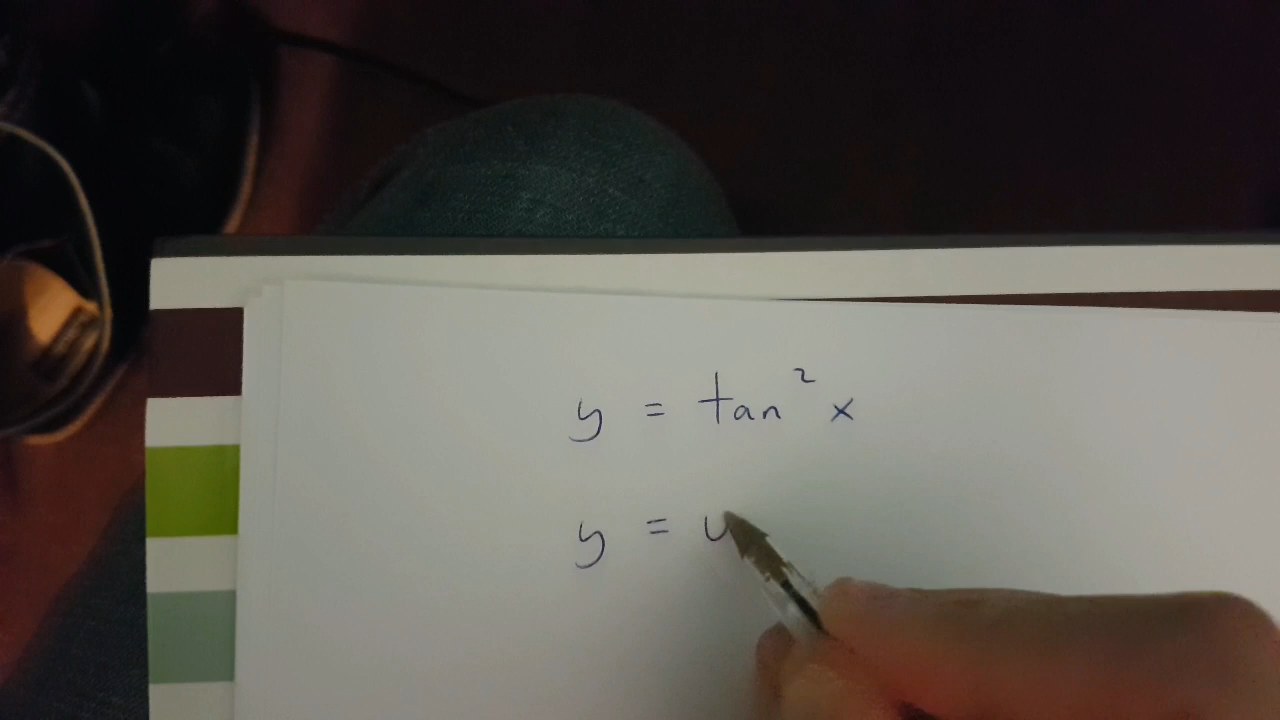 y = tan² x
y = u